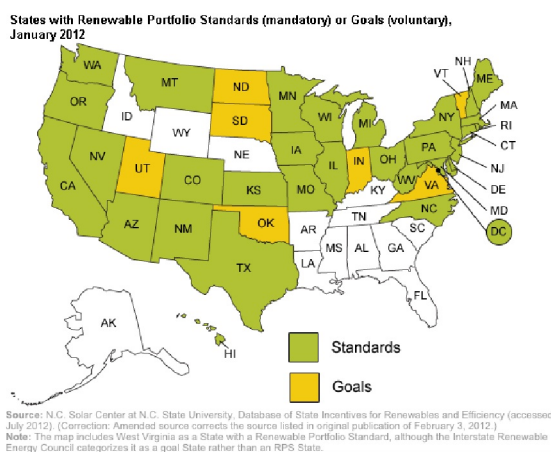 States with Renewable Portfolio Standards (mandatory) or Goals (voluntary),
January 2012
WA
MT
ND
MN
VT
NH
ME
OR
ID
SD
WI
MI
NY
MA
RI
CT
WY
NE
IA
PA
NJ
NV
UT
CO
KS
MO
IL
IN
OH
WV
VA
DE
MD
DC
CA
AZ
NM
OK
AR
KY
TN
NC
SC
TX
LA
MS
AL
GA
FL
AK
HI
Standards
Goals
Source: N.C. Solar Center at N.C. State University, Database of State Incentives for Renewables and Efficiency (accessed
July 2012). (Correction: Amended source corrects the source listed in original publication of February 3, 2012.)
Note: The map includes West Virginia as a State with a Renewable Portfolio Standard, although the Interstate Renewable
Energy Council categorizes it as a goal State rather than an RPS State.